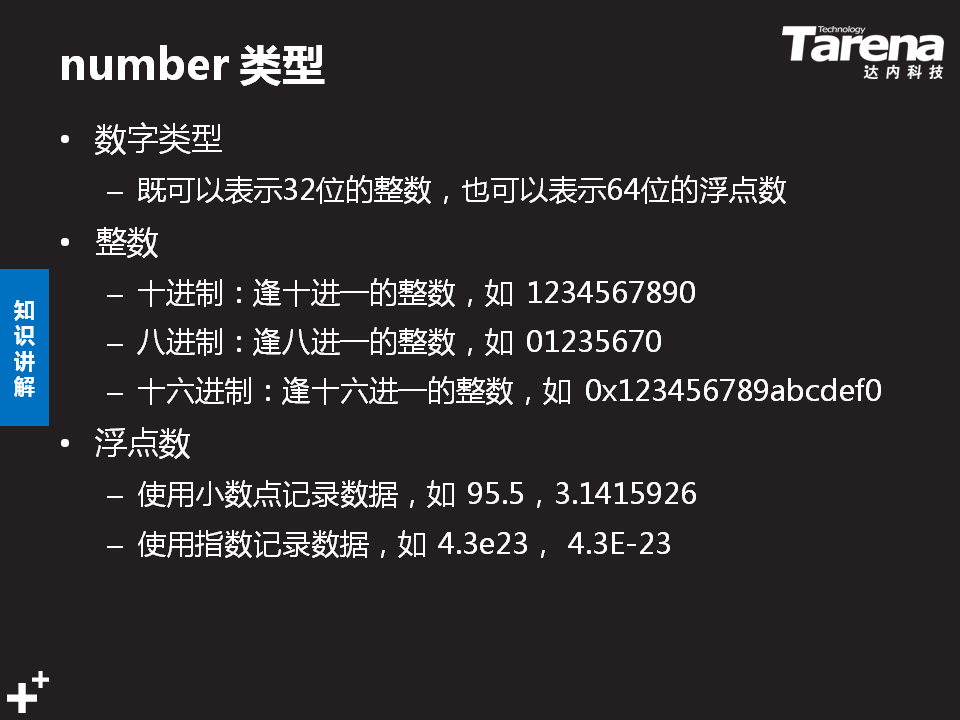 number 类型
Technology
Tarena
达内科技
• 数字类型
– 既可以表示32位的整数，也可以表示64位的浮点数
• 整数
– 十进制：逢十进一的整数，如 1234567890
– 八进制：逢八进一的整数，如 01235670
– 十六进制：逢十六进一的整数，如 0x123456789abcdef0
• 浮点数
– 使用小数点记录数据，如 95.5，3.1415926
– 使用指数记录数据，如 4.3e23， 4.3E-23
知
识
讲
解